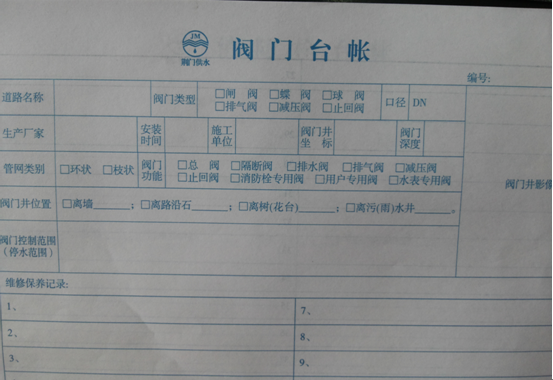 JM
荆门供水
阀门台帐
编号:
道路名称 阀门类型 □闸 阀 □蝶 阀 □球 阀 口径 DN
□排气阀 □减压阀 □止回阀
生产厂家 安装时间 施工单位 阀门井坐标 阀门深度
管网类别 □环状 □枝状 阀门功能 □总 阀 □隔断阀 □排水阀 □排气阀 □减压阀
□止回阀 □消防栓专用阀 □用户专用阀 □水表专用阀
阀门井影像
阀门井位置 □离墙______; □离路沿石______; □离树(花台)______; □离污(雨)水井______。
阀门控制范围
(停水范围)
维修保养记录:
1、 7、
2、 8、
3、 9、